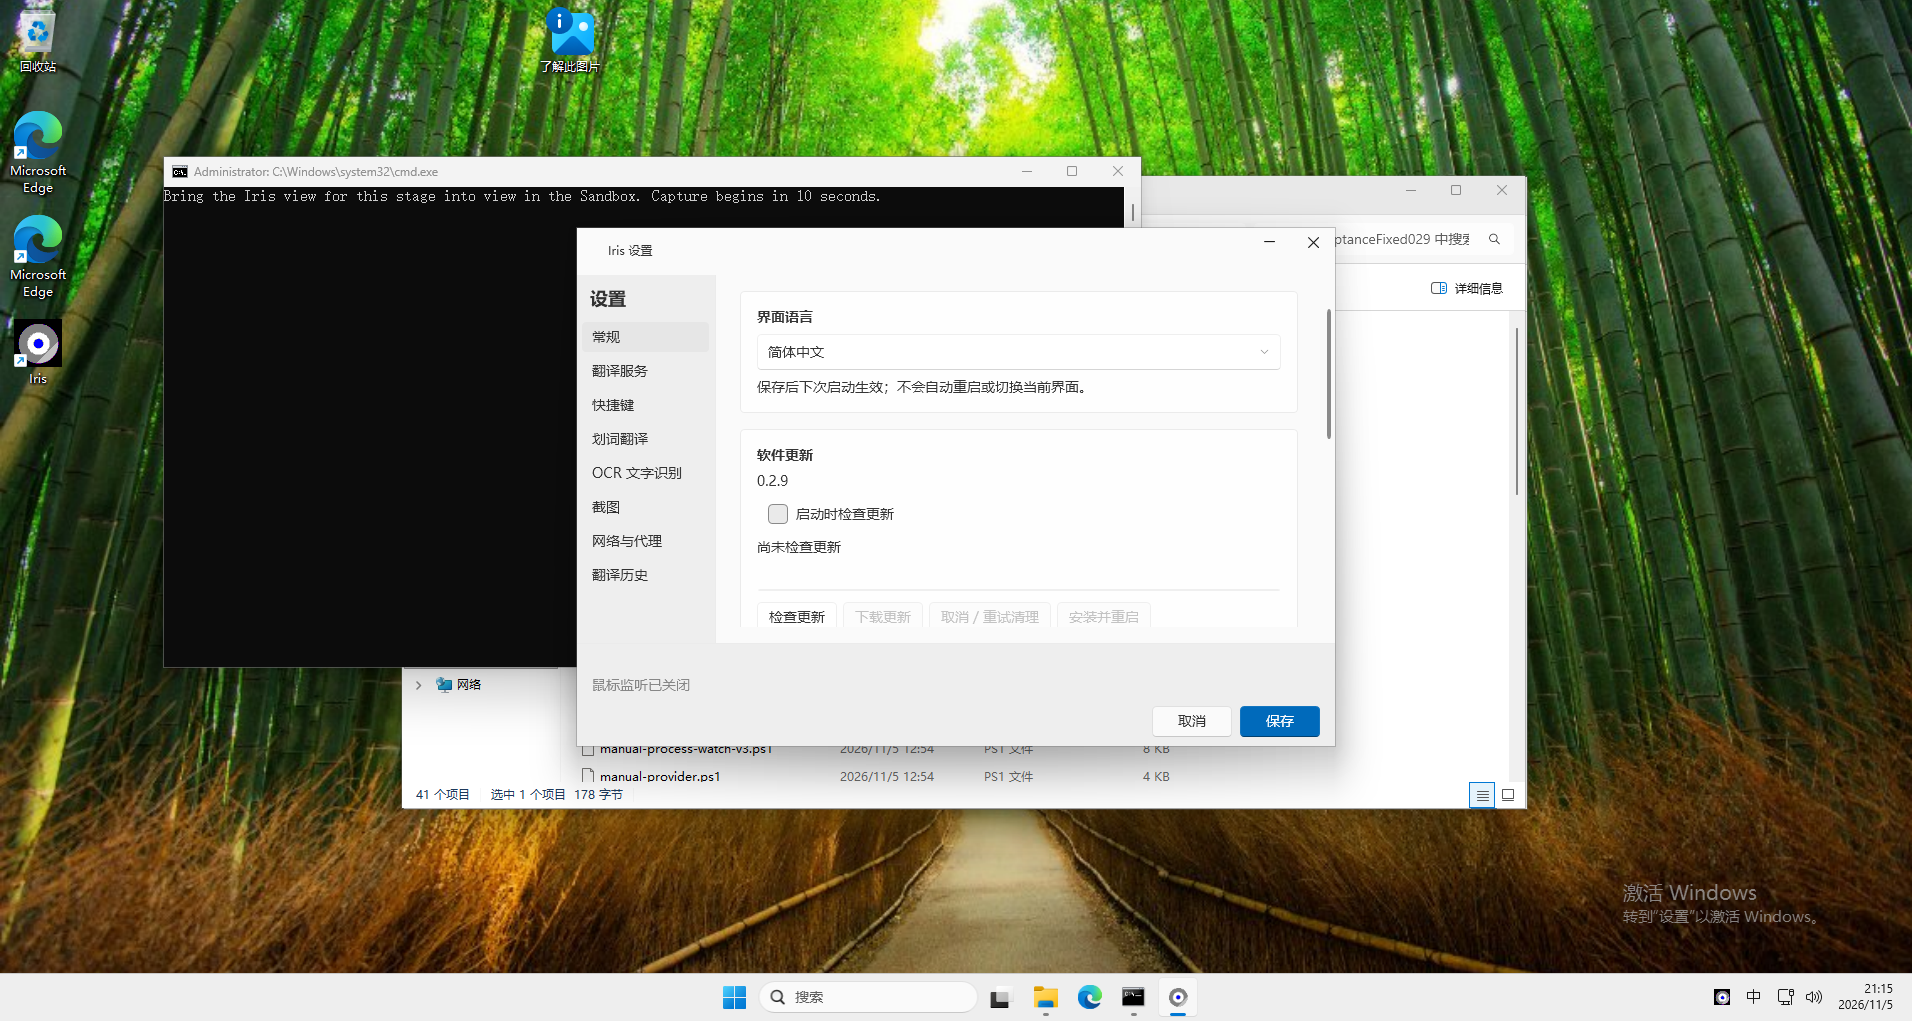 回收站
了解此图片
Microsoft
Edge
Microsoft
Edge
Iris
Administrator: C:\Windows\system32\cmd.exe
Bring the Iris view for this stage into view in the Sandbox. Capture begins in 10 seconds.
ptanceFixed029 中搜索
详细信息
Iris 设置
设置
常规
翻译服务
快捷键
划词翻译
OCR 文字识别
截图
网络与代理
翻译历史
界面语言
简体中文
保存后下次启动生效；不会自动重启或切换当前界面。
软件更新
0.2.9
启动时检查更新
尚未检查更新
检查更新 下载更新 取消 / 重试清理 安装并重启
鼠标监听已关闭
取消 保存
网络
manual-process-watch-v3.ps1 2026/11/5 12:54 PS1 文件 8 KB
manual-provider.ps1 2026/11/5 12:54 PS1 文件 4 KB
41 个项目 选中 1 个项目 178 字节
激活 Windows
转到"设置"以激活 Windows。
搜索
中
21:15
2026/11/5